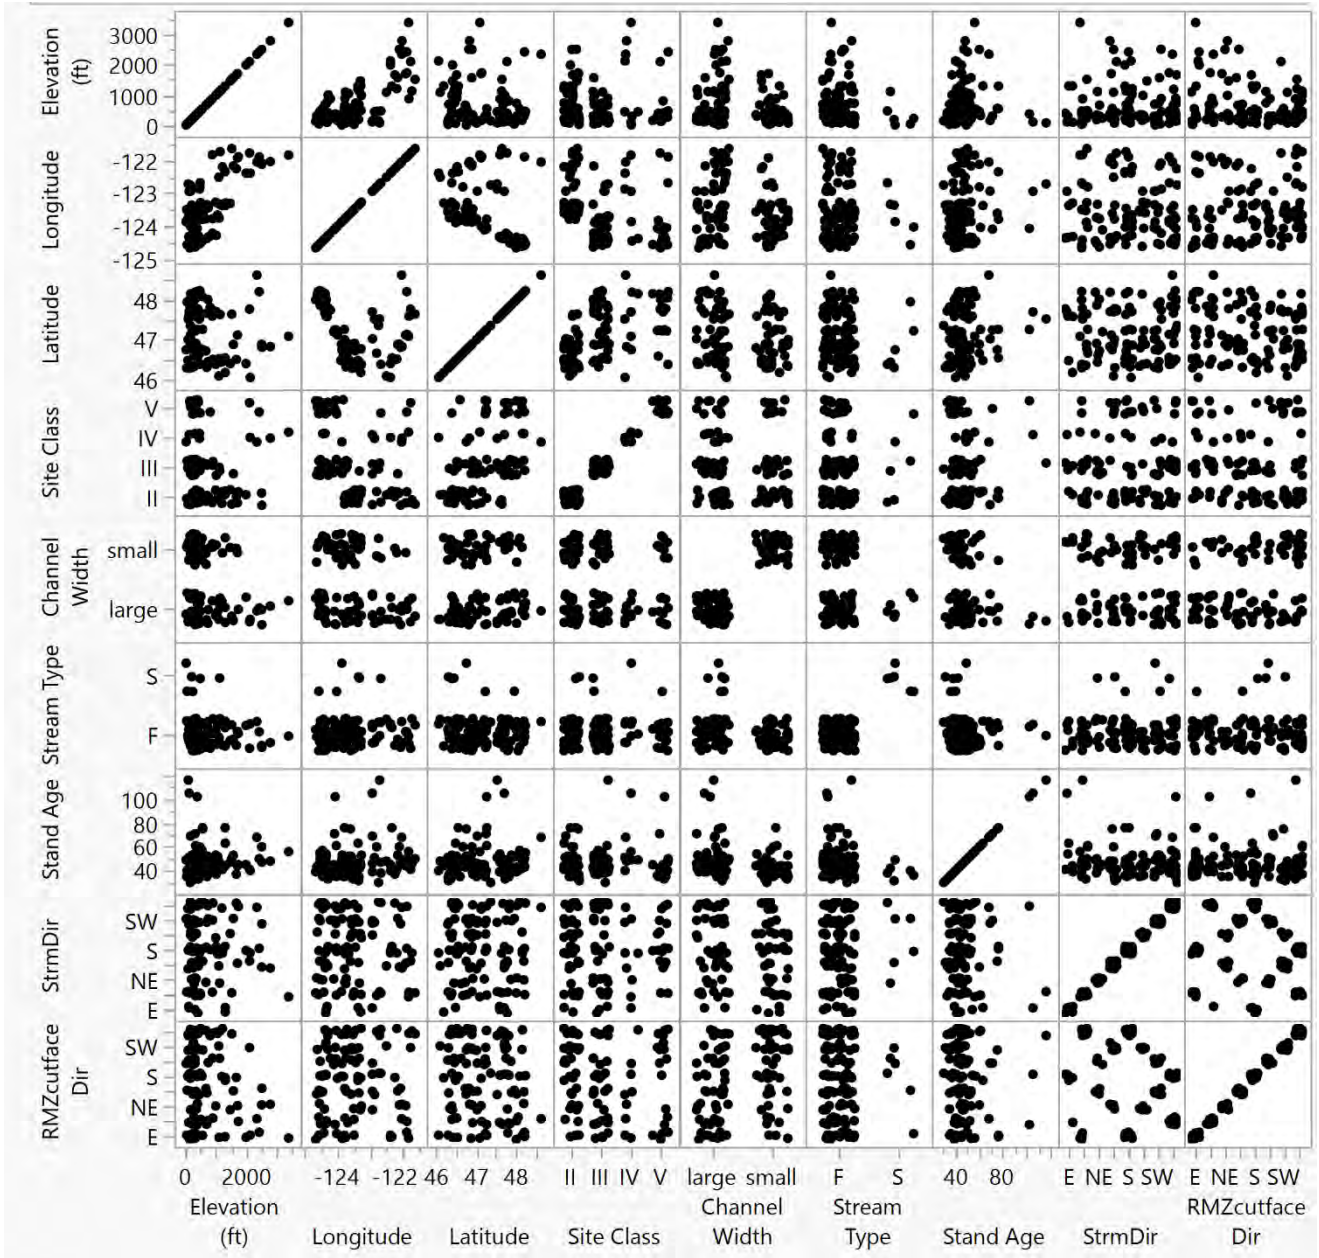 Elevation
(ft)
3000
2000
1000
0
Longitude
-122
-123
-124
-125
Latitude
48
47
46
Site Class
V
IV
III
II
Channel
Width
small
large
Stream Type
S
F
Stand Age
100
80
60
40
StrmDir
SW
S
NE
E
RMZcutface
Dir
SW
S
NE
E
0 2000 -124 -122 46 47 48 II III IV V large small F S 40 80 E NE S SW E NE S SW
Elevation Channel Stream RMZcutface
(ft) Longitude Latitude Site Class Width Type Stand Age StrmDir Dir